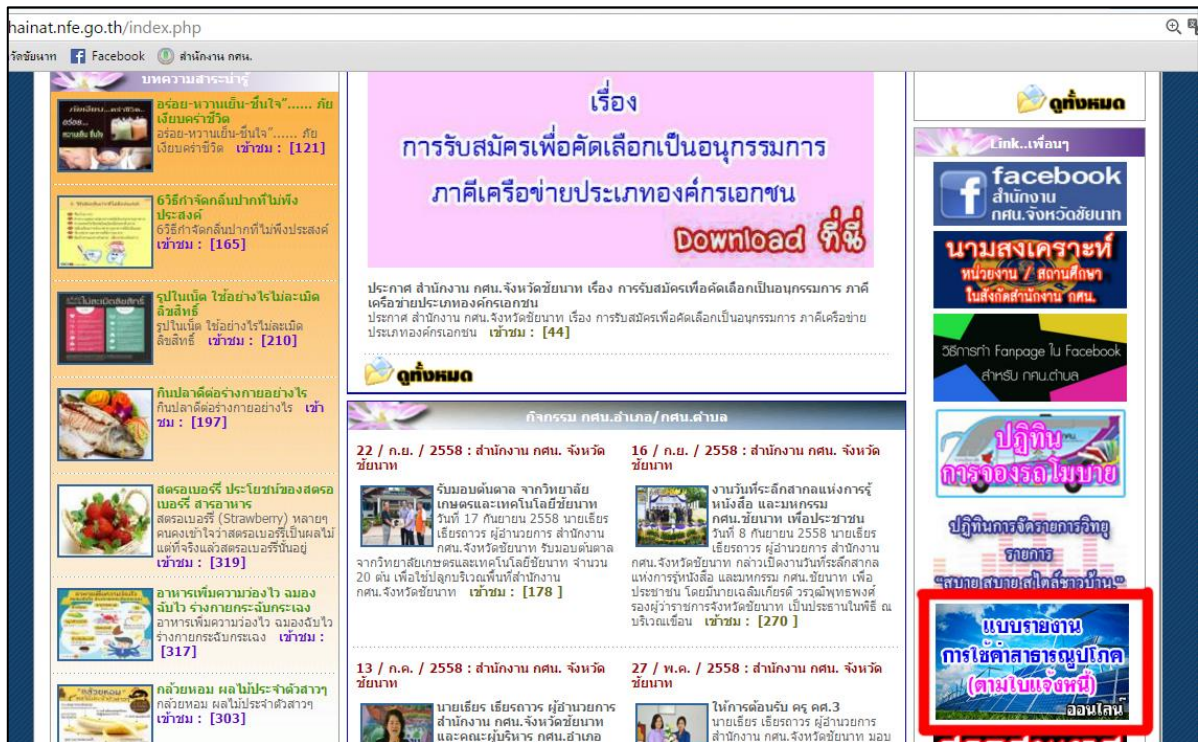 hainat.nfe.go.th/index.php
วัดชัยนาท Facebook สำนักงาน กศน.
บทความสาระน่ารู้
อร่อย-หวานเย็น-ชื่นใจ"...... ภัย
เงียบคร่าชีวิต
อร่อย-หวานเย็น-ชื่นใจ"...... ภัย
เงียบคร่าชีวิต เข้าชม : [121]
6วิธีกำจัดกลิ่นปากที่ไม่พึง
ประสงค์
6วิธีกำจัดกลิ่นปากที่ไม่พึงประสงค์
เข้าชม : [165]
รูปในเน็ต ใช้อย่างไรไม่ละเมิด
ลิขสิทธิ์
รูปในเน็ต ใช้อย่างไรไม่ละเมิด
ลิขสิทธิ์ เข้าชม : [210]
กินปลาดีต่อร่างกายอย่างไร
กินปลาดีต่อร่างกายอย่างไร เข้า
ชม : [197]
สตรอเบอร์รี่ ประโยชน์ของสตรอ
เบอร์รี่ สารอาหาร
สตรอเบอร์รี่ (Strawberry) หลายๆ
คนคงเข้าใจว่าสตรอเบอร์รี่เป็นผลไม้
แต่ที่จริงแล้วสตรอเบอร์รี่นั้นอยู่
เข้าชม : [319]
อาหารเพิ่มความว่องไว ฉมอง
ฉับไว ร่างกายกระฉับกระเฉง
อาหารเพิ่มความว่องไว ฉมองฉับไว
ร่างกายกระฉับกระเฉง เข้าชม :
[317]
กล้วยหอม ผลไม้ประจำตัวสาวๆ
กล้วยหอม ผลไม้ประจำตัวสาวๆ
เข้าชม : [303]
เรื่อง
การรับสมัครเพื่อคัดเลือกเป็นอนุกรรมการ
ภาคีเครือข่ายประเภทองค์กรเอกชน
Download ที่นี่
ประกาศ สำนักงาน กศน.จังหวัดชัยนาท เรื่อง การรับสมัครเพื่อคัดเลือกเป็นอนุกรรมการ ภาคี
เครือข่ายประเภทองค์กรเอกชน
ประกาศ สำนักงาน กศน.จังหวัดชัยนาท เรื่อง การรับสมัครเพื่อคัดเลือกเป็นอนุกรรมการ ภาคีเครือข่าย
ประเภทองค์กรเอกชน เข้าชม : [44]
ดูทั้งหมด
กิจกรรม กศน.อำเภอ/กศน.ตำบล
22 / ก.ย. / 2558 : สำนักงาน กศน. จังหวัด
ชัยนาท
รับมอบต้นตาล จากวิทยาลัย
เกษตรและเทคโนโลยีชัยนาท
วันที่ 17 กันยายน 2558 นายเธียร
เธียรถาวร ผู้อำนวยการ สำนักงาน
กศน.จังหวัดชัยนาท รับมอบต้นตาล
จากวิทยาลัยเกษตรและเทคโนโลยีชัยนาท จำนวน
20 ต้น เพื่อใช้ปลูกบริเวณพื้นที่สำนักงาน
กศน.จังหวัดชัยนาท เข้าชม : [178 ]
16 / ก.ย. / 2558 : สำนักงาน กศน. จังหวัด
ชัยนาท
งานวันที่ระลึกสากลแห่งการรู้
หนังสือ และมหกรรม
กศน.ชัยนาท เพื่อประชาชน
วันที่ 8 กันยายน 2558 นายเธียร
เธียรถาวร ผู้อำนวยการ สำนักงาน
กศน.จังหวัดชัยนาท กล่าวเปิดงานวันที่ระลึกสากล
แห่งการรู้หนังสือ และมหกรรม กศน.ชัยนาท เพื่อ
ประชาชน โดยมีนายเฉลิมเกียรติ วรวุฒิพุทธพงศ์
รองผู้ว่าราชการจังหวัดชัยนาท เป็นประธานในพิธี ณ
บริเวณเขื่อน เข้าชม : [270 ]
13 / ก.ค. / 2558 : สำนักงาน กศน. จังหวัด
ชัยนาท
นายเธียร เธียรถาวร ผู้อำนวยการ
สำนักงาน กศน.จังหวัดชัยนาท
และคณะผู้บริหาร กศน.อำเภอ
27 / พ.ค. / 2558 : สำนักงาน กศน. จังหวัด
ชัยนาท
ให้การต้อนรับ ครู คศ.3
นายเธียร เธียรถาวร ผู้อำนวยการ
สำนักงาน กศน.จังหวัดชัยนาท มอบ
ดูทั้งหมด
Link..เพื่อนๆ
facebook
สำนักงาน
กศน.จังหวัดชัยนาท
นามสงเคราะห์
หน่วยงาน / สถานศึกษา
ในสังกัดสำนักงาน กศน.
วิธีการทำ Fanpage ใน Facebook
สำหรับ กศน.ตำบล
ปฏิทิน
การจองรถโมบาย
ปฏิทินการจัดรายการวิทยุ
รายการ
"สบาย สบาย สไตล์ชาวบ้าน"
แบบรายงาน
การใช้ค่าสาธารณูปโภค
(ตามใบแจ้งหนี้)
ออนไลน์